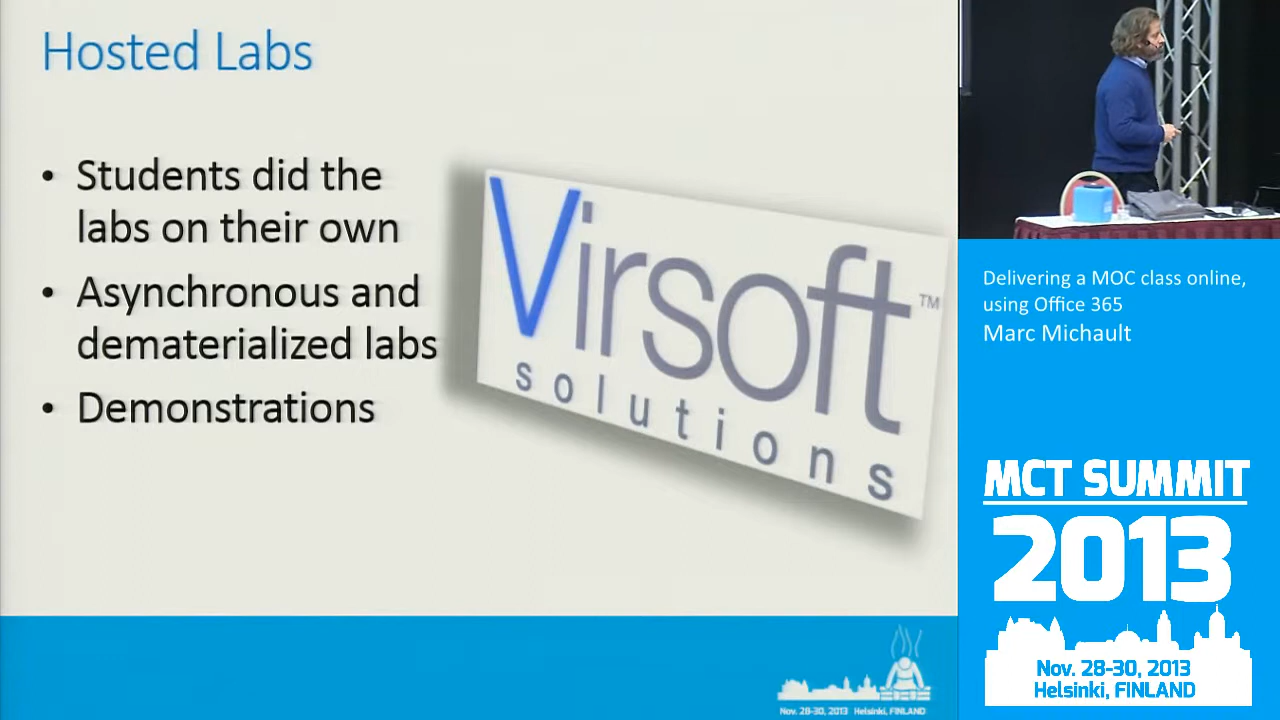 Hosted Labs
• Students did the
labs on their own
• Asynchronous and
dematerialized labs
• Demonstrations
Virsoft™
solutions
Nov. 28-30, 2013 Helsinki, FINLAND
Delivering a MOC class online,
using Office 365
Marc Michault
MCT SUMMIT
2013
Nov. 28-30, 2013
Helsinki, FINLAND